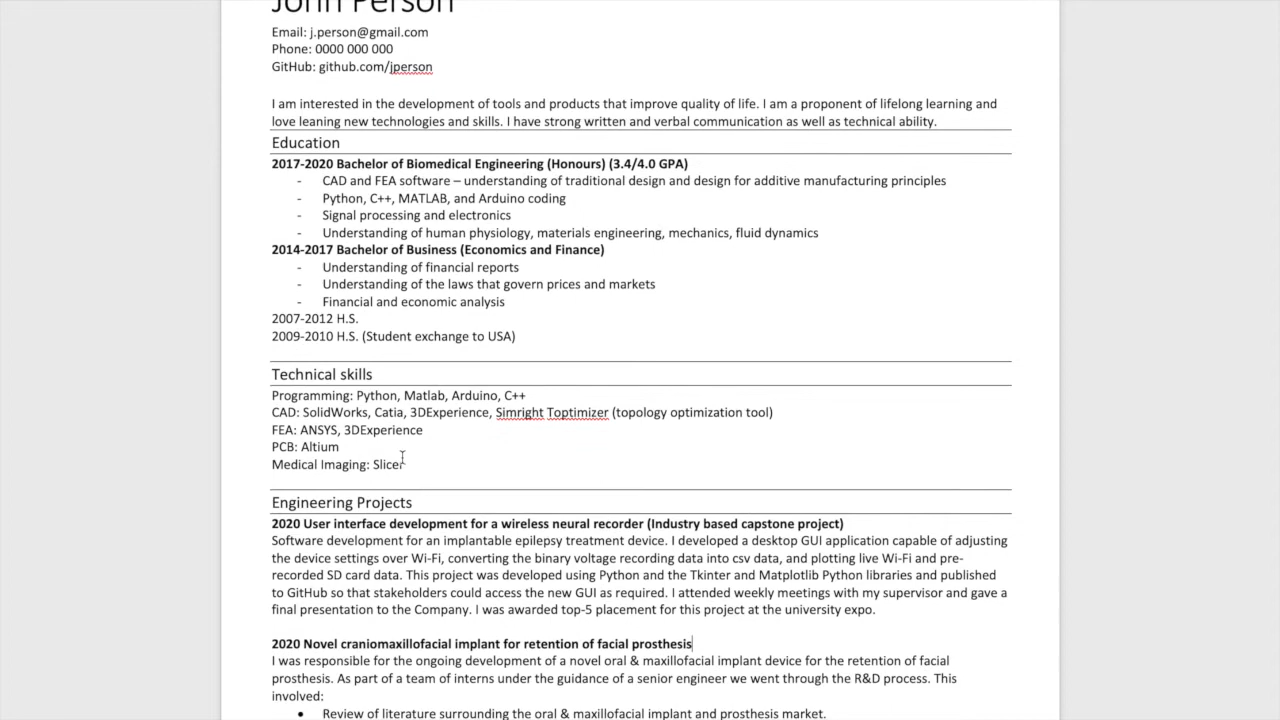 John Person
Email: j.person@gmail.com
Phone: 0000 000 000
GitHub: github.com/jperson
I am interested in the development of tools and products that improve quality of life. I am a proponent of lifelong learning and
love leaning new technologies and skills. I have strong written and verbal communication as well as technical ability.
Education
2017-2020 Bachelor of Biomedical Engineering (Honours) (3.4/4.0 GPA)
- CAD and FEA software – understanding of traditional design and design for additive manufacturing principles
- Python, C++, MATLAB, and Arduino coding
- Signal processing and electronics
- Understanding of human physiology, materials engineering, mechanics, fluid dynamics
2014-2017 Bachelor of Business (Economics and Finance)
- Understanding of financial reports
- Understanding of the laws that govern prices and markets
- Financial and economic analysis
2007-2012 H.S.
2009-2010 H.S. (Student exchange to USA)
Technical skills
Programming: Python, Matlab, Arduino, C++
CAD: SolidWorks, Catia, 3DExperience, Simright Toptimizer (topology optimization tool)
FEA: ANSYS, 3DExperience
PCB: Altium
Medical Imaging: Slicer
Engineering Projects
2020 User interface development for a wireless neural recorder (Industry based capstone project)
Software development for an implantable epilepsy treatment device. I developed a desktop GUI application capable of adjusting
the device settings over Wi-Fi, converting the binary voltage recording data into csv data, and plotting live Wi-Fi and pre-
recorded SD card data. This project was developed using Python and the Tkinter and Matplotlib Python libraries and published
to GitHub so that stakeholders could access the new GUI as required. I attended weekly meetings with my supervisor and gave a
final presentation to the Company. I was awarded top-5 placement for this project at the university expo.
2020 Novel craniomaxillofacial implant for retention of facial prosthesis
I was responsible for the ongoing development of a novel oral & maxillofacial implant device for the retention of facial
prosthesis. As part of a team of interns under the guidance of a senior engineer we went through the R&D process. This
involved:
• Review of literature surrounding the oral & maxillofacial implant and prosthesis market.